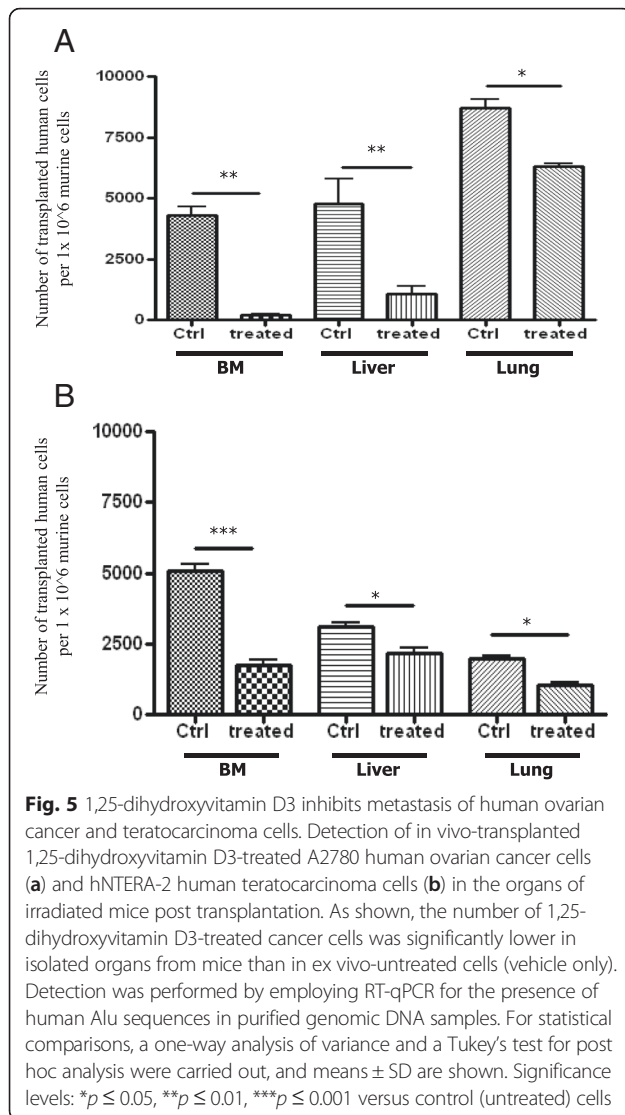 A
Number of transplanted human cells
per 1x 10^6 murine cells
10000
7500
5000
2500
0
**
**
*
Ctrl treated Ctrl treated Ctrl treated
BM Liver Lung
B
Number of transplanted human cells
per 1 x 10^6 murine cells
10000
7500
5000
2500
0
***
*
*
Ctrl treated Ctrl treated Ctrl treated
BM Liver Lung
Fig. 5 1,25-dihydroxyvitamin D3 inhibits metastasis of human ovarian
cancer and teratocarcinoma cells. Detection of in vivo-transplanted
1,25-dihydroxyvitamin D3-treated A2780 human ovarian cancer cells
(a) and hNTERA-2 human teratocarcinoma cells (b) in the organs of
irradiated mice post transplantation. As shown, the number of 1,25-
dihydroxyvitamin D3-treated cancer cells was significantly lower in
isolated organs from mice than in ex vivo-untreated cells (vehicle only).
Detection was performed by employing RT-qPCR for the presence of
human Alu sequences in purified genomic DNA samples. For statistical
comparisons, a one-way analysis of variance and a Tukey's test for post
hoc analysis were carried out, and means ± SD are shown. Significance
levels: *p ≤ 0.05, **p ≤ 0.01, ***p ≤ 0.001 versus control (untreated) cells